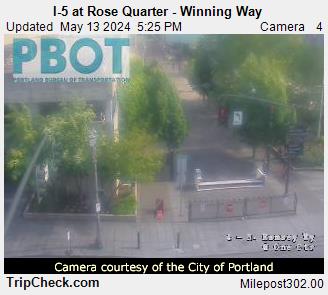 I-5 at Rose Quarter - Winning Way
Updated May 13 2024 5:25 PM Camera 4
PBOT
PORTLAND BUREAU OF TRANSPORTATION
Camera courtesy of the City of Portland
TripCheck.com Milepost302.00